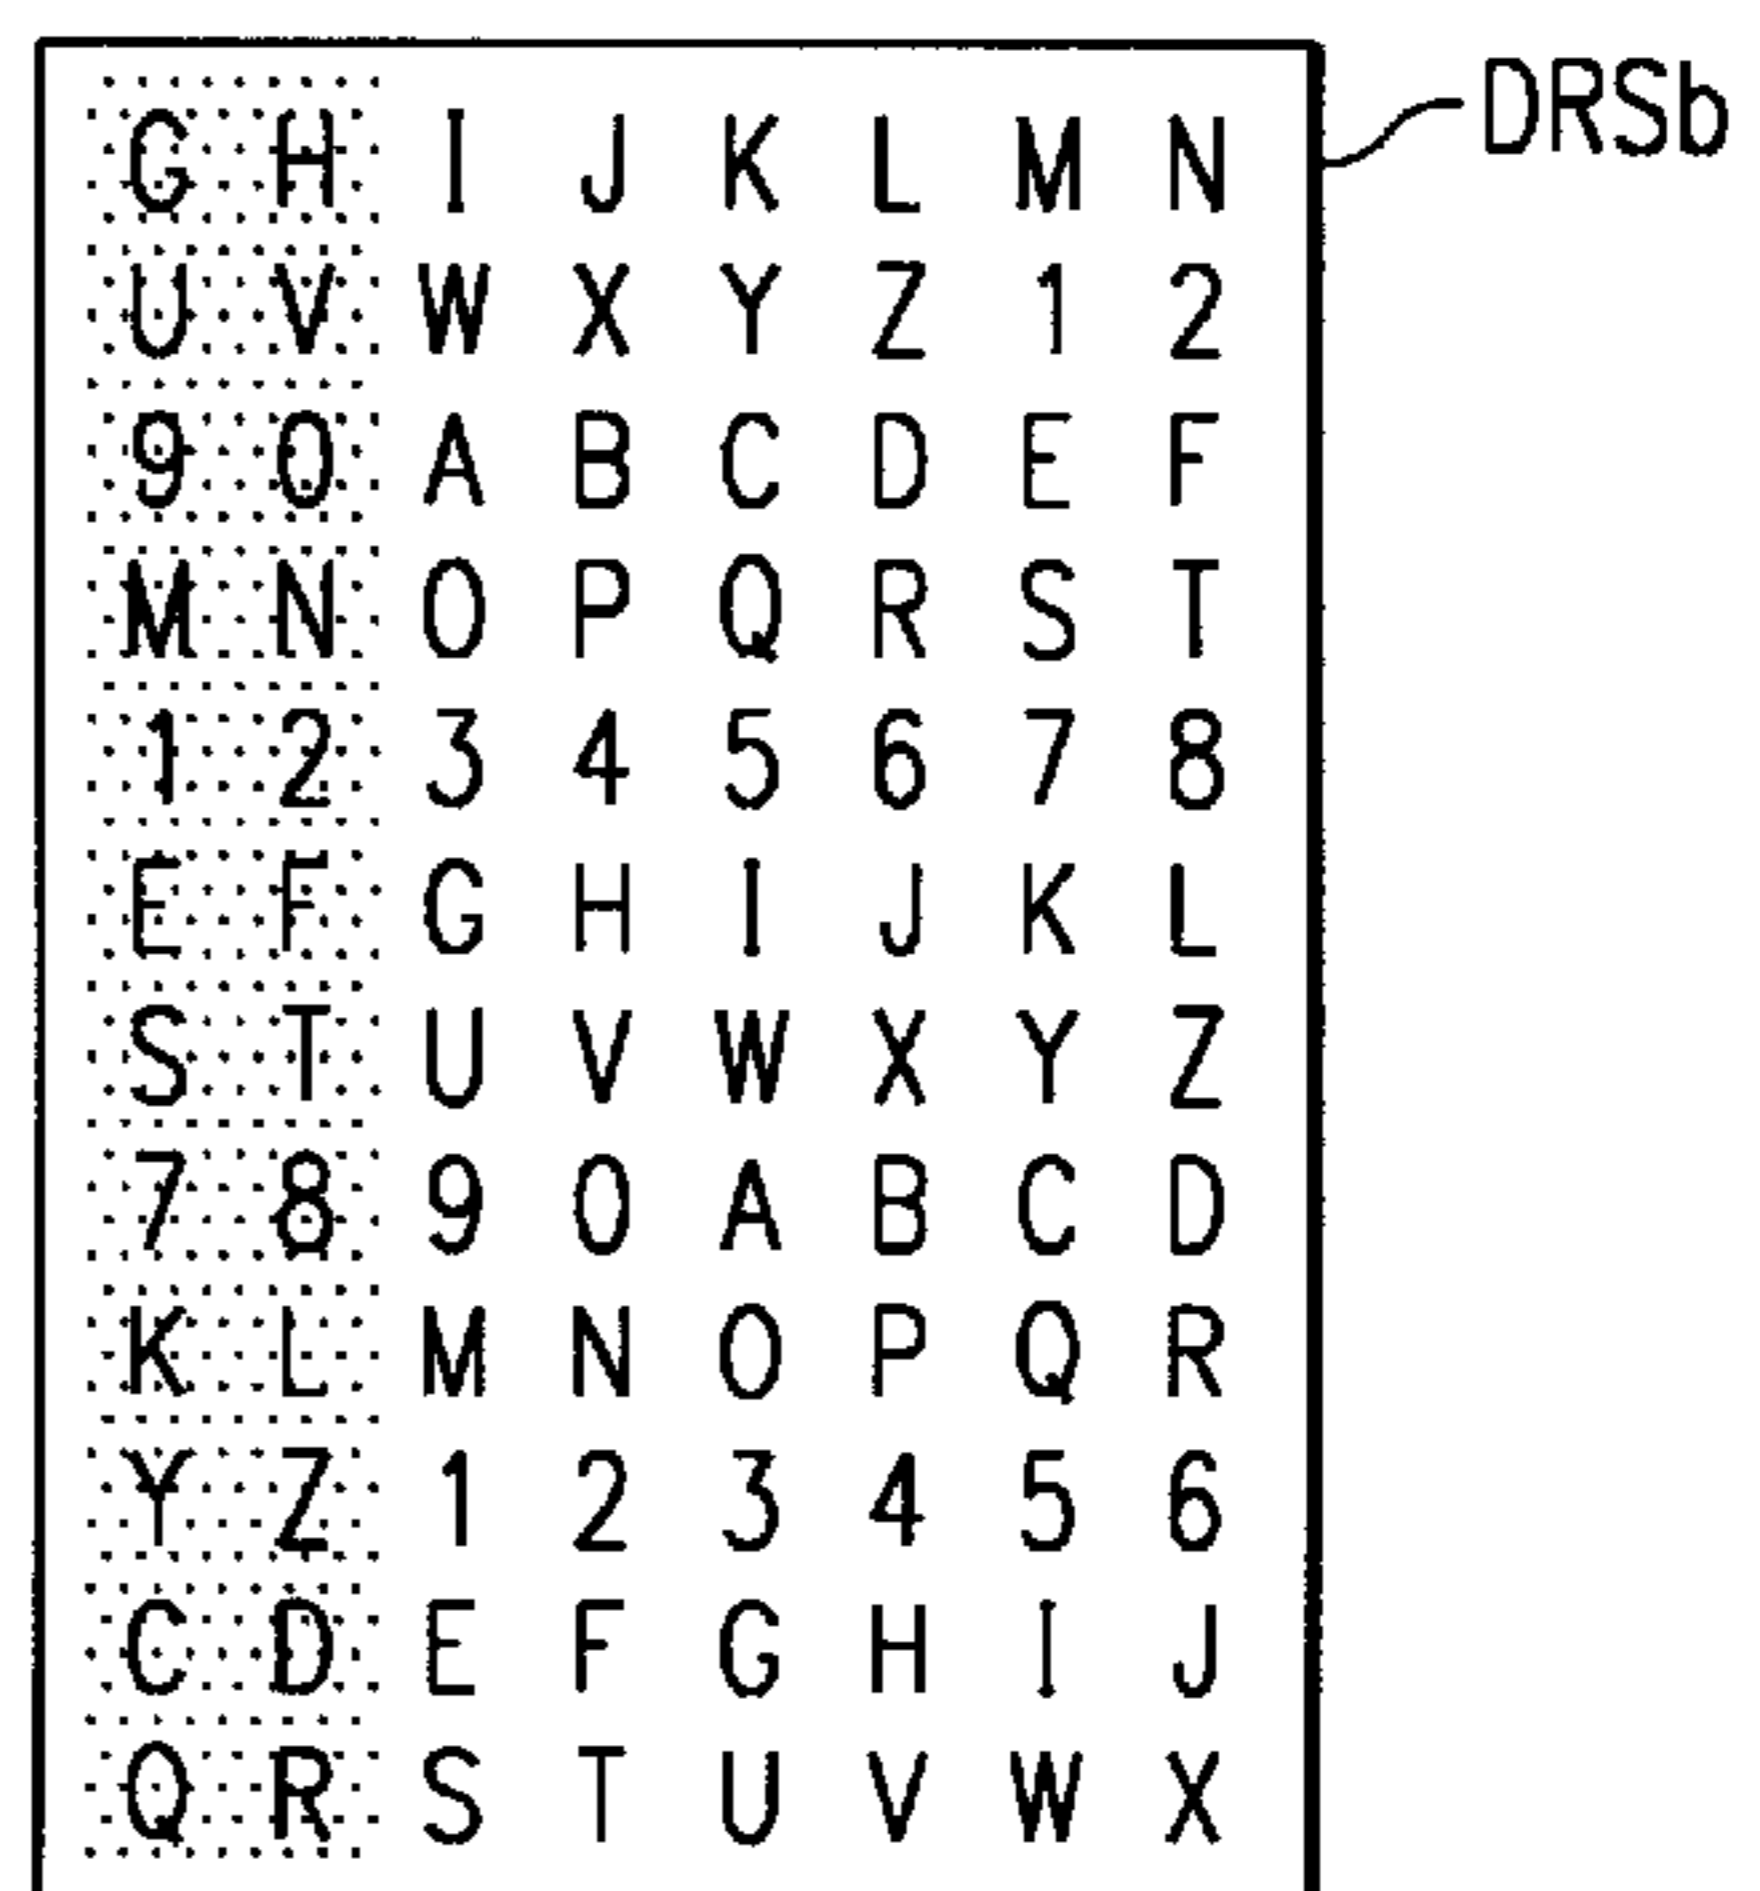 DRSb
G H I J K L M N
U V W X Y Z 1 2
9 0 A B C D E F
M N O P Q R S T
1 2 3 4 5 6 7 8
E F G H I J K L
S T U V W X Y Z
7 8 9 0 A B C D
K L M N O P Q R
Y Z 1 2 3 4 5 6
C D E F G H I J
Q R S T U V W X